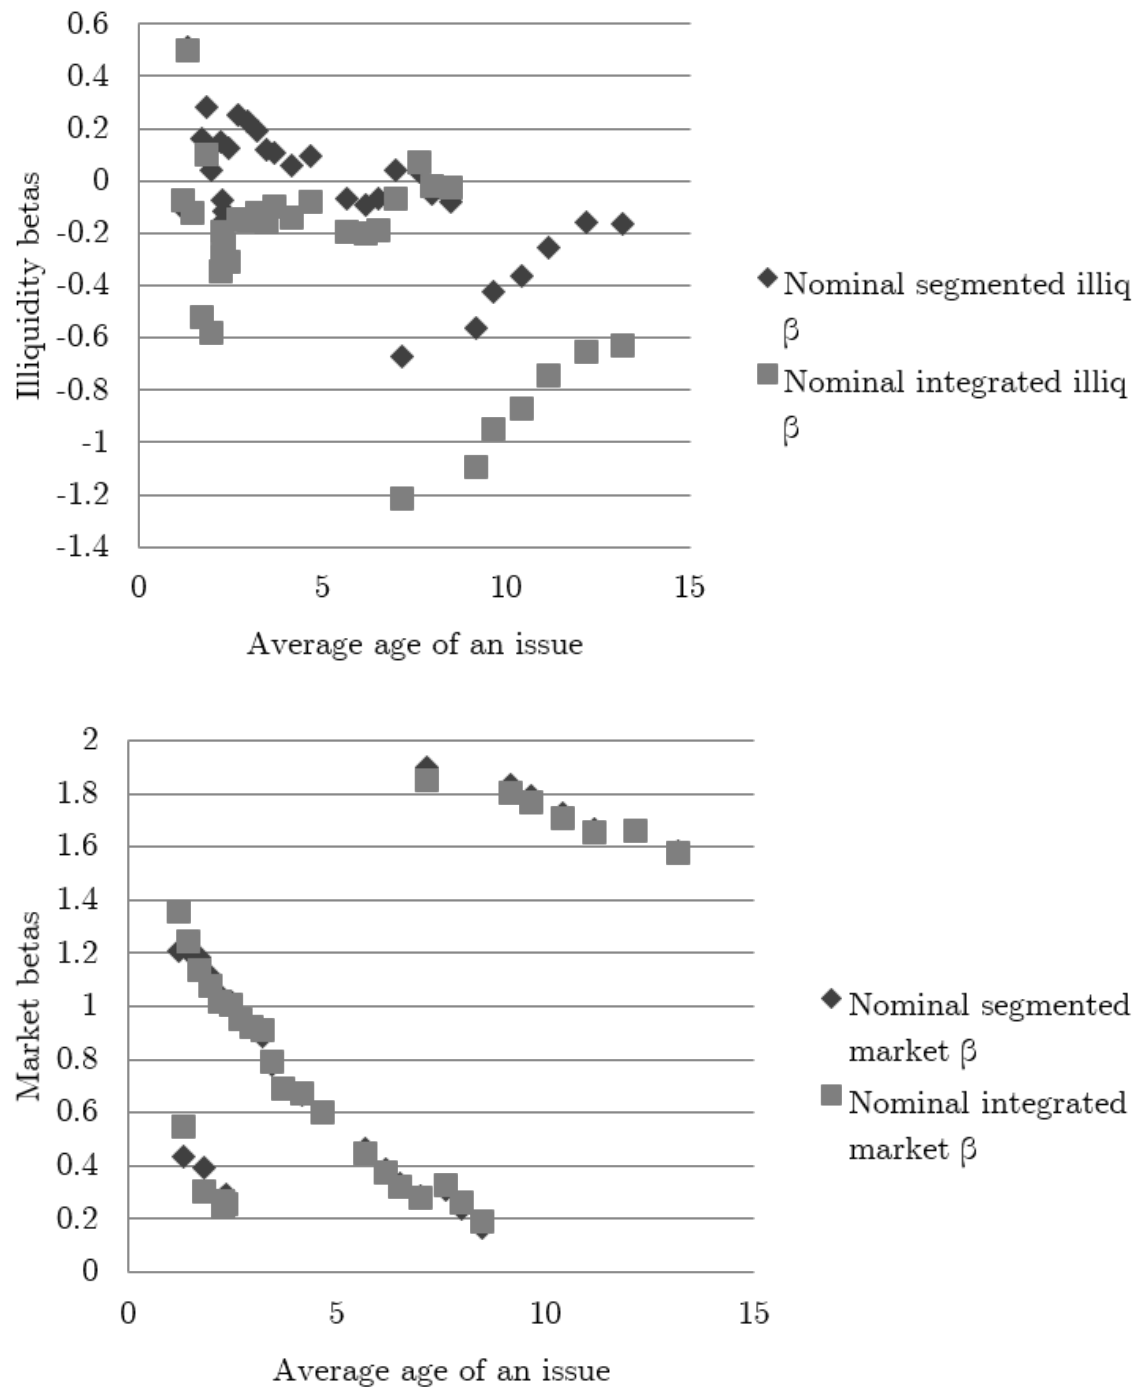 0.6
0.4
0.2
0
-0.2
-0.4
-0.6
-0.8
-1
-1.2
-1.4
Illiquidity betas
0
5
10
15
Average age of an issue
Nominal segmented illiq
β
Nominal integrated illiq
β
2
1.8
1.6
1.4
1.2
1
0.8
0.6
0.4
0.2
0
Market betas
0
5
10
15
Average age of an issue
Nominal segmented
market β
Nominal integrated
market β